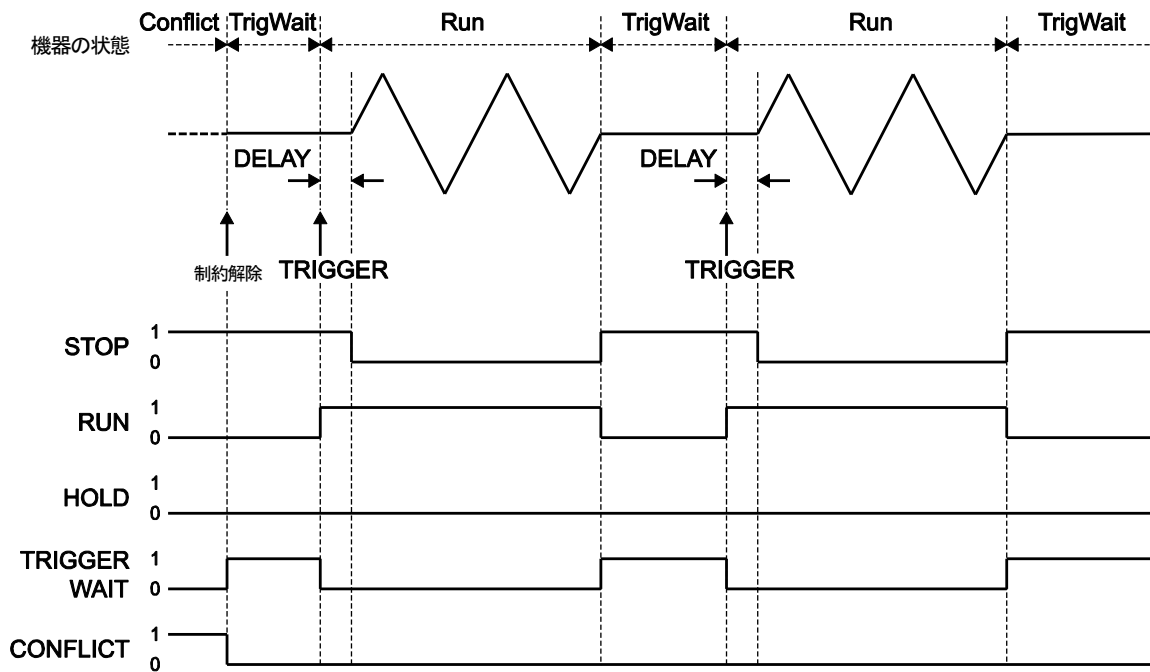 Conflict TrigWait Run TrigWait Run TrigWait
機器の状態
DELAY DELAY
制約解除 TRIGGER TRIGGER
1
STOP
0
1
RUN
0
1
HOLD
0
TRIGGER 1
WAIT 0
1
CONFLICT
0